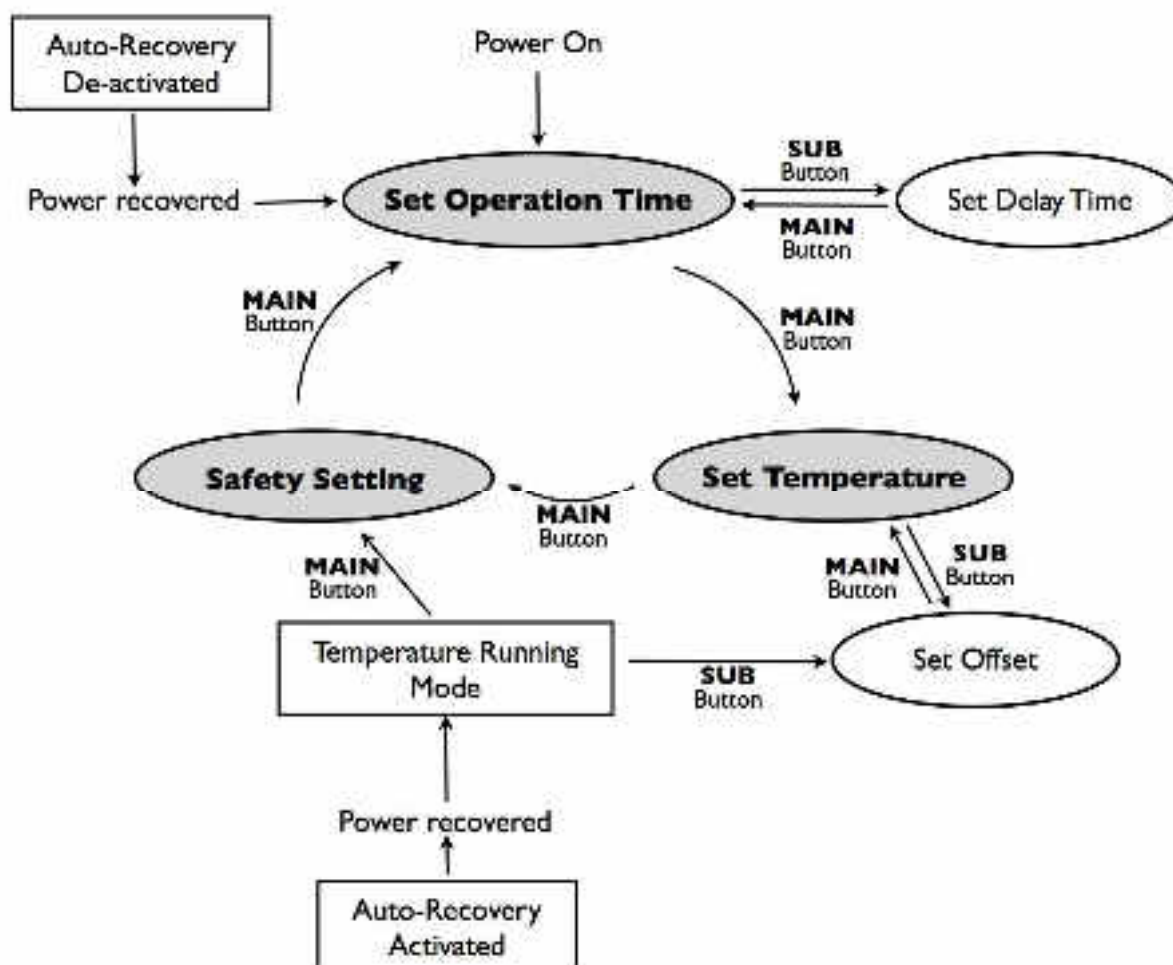 Auto-Recovery
De-activated
Power On
Power recovered
Set Operation Time
SUB
Button
MAIN
Button
Set Delay Time
MAIN
Button
MAIN
Button
Safety Setting
Set Temperature
MAIN
Button
MAIN
Button
MAIN
Button
SUB
Button
Temperature Running
Mode
SUB
Button
Set Offset
Power recovered
Auto-Recovery
Activated